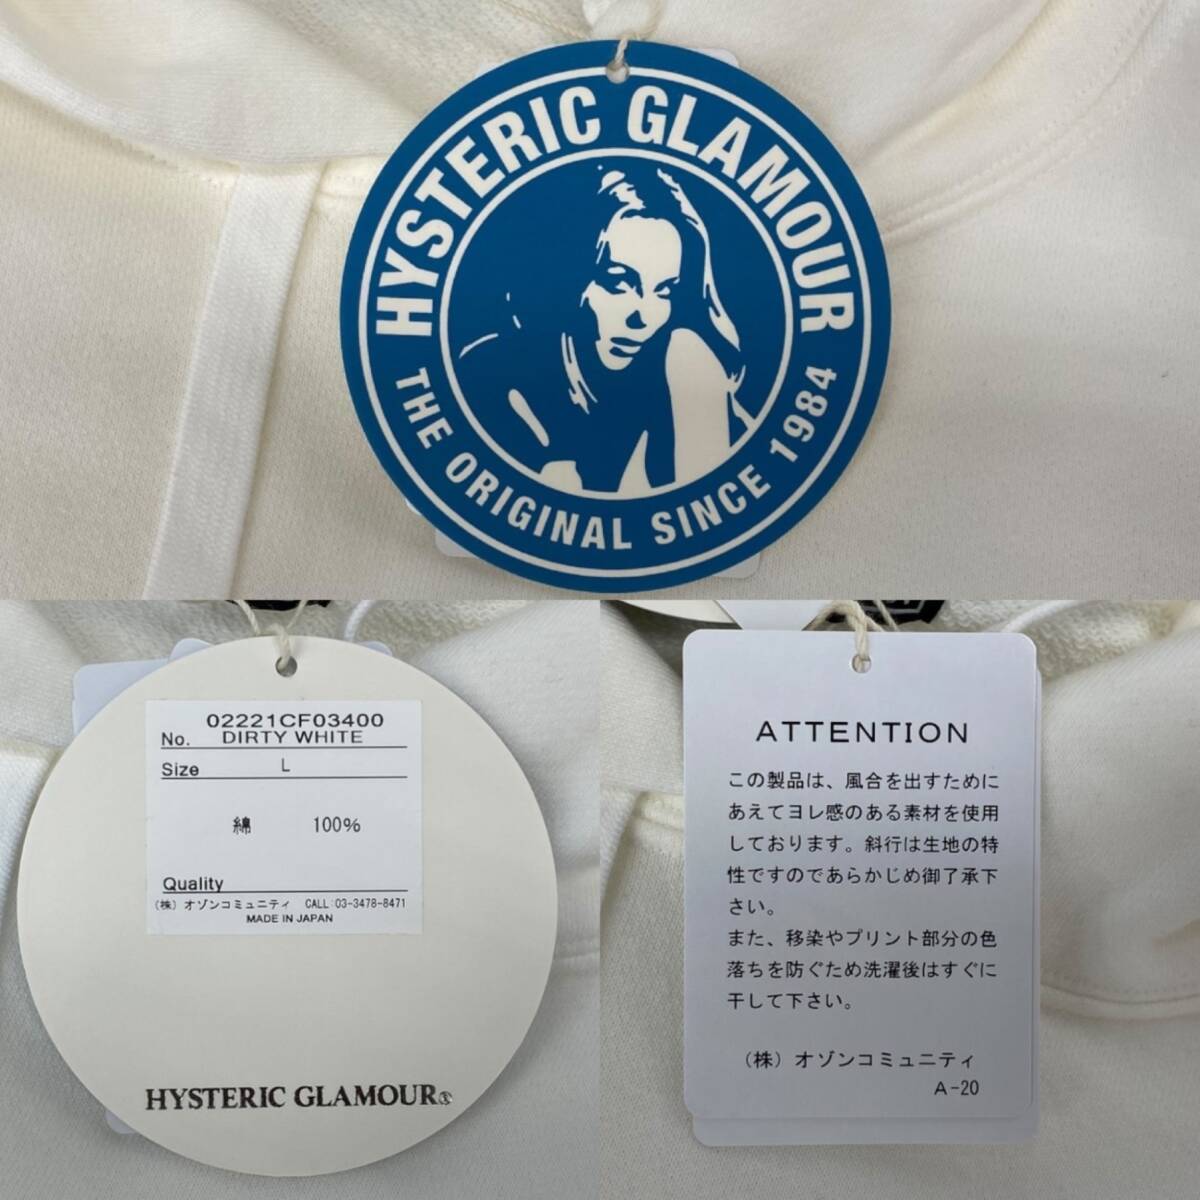 HYSTERIC GLAMOUR
THE ORIGINAL SINCE 1984
02221CF03400
No. DIRTY WHITE
Size L
綿 100%
Quality
(株) オゾンコミュニティ CALL:03-3478-8471
MADE IN JAPAN
HYSTERIC GLAMOUR®
ATTENTION
この製品は、風合を出すために
あえてヨレ感のある素材を使用
しております。斜行は生地の特
性ですのであらかじめ御了承下
さい。
また、移染やプリント部分の色
落ちを防ぐため洗濯後はすぐに
干して下さい。
(株) オゾンコミュニティ
A-20